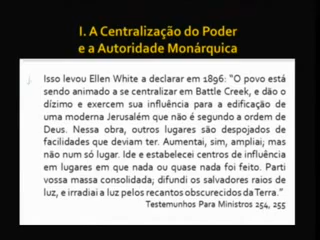 I. A Centralização do Poder
e a Autoridade Monárquica
Isso levou Ellen White a declarar em 1896: "O povo está
sendo animado a se centralizar em Battle Creek, e dão o
dízimo e exercem sua influência para a edificação de
uma moderna Jerusalém que não é segundo a ordem de
Deus. Nessa obra, outros lugares são despojados de
facilidades que deviam ter. Aumentai, sim, ampliai; mas
não num só lugar. Ide e estabelecei centros de influência
em lugares em que nada ou quase nada foi feito. Parti
vossa massa consolidada; difundi os salvadores raios de
luz, e irradiai a luz pelos recantos obscurecidos da Terra."
Testemunhos Para Ministros 254, 255